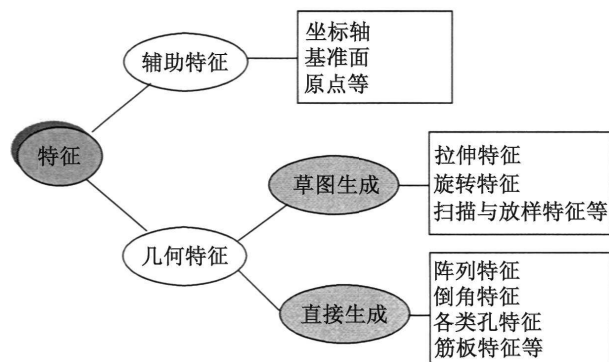 辅助特征
坐标轴
基准面
原点等
特征
草图生成
拉伸特征
旋转特征
扫描与放样特征等
几何特征
直接生成
阵列特征
倒角特征
各类孔特征
筋板特征等